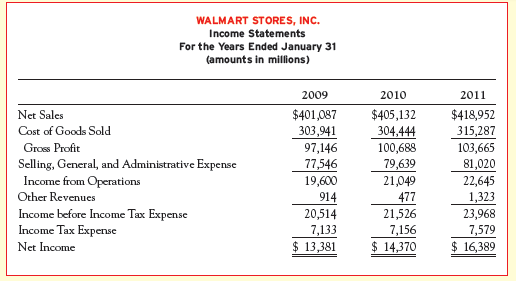 WALMART STORES, INC.
Income Statements
For the Years Ended January 31
(amounts in millions)
2009 2010 2011
Net Sales $401,087 $405,132 $418,952
Cost of Goods Sold 303,941 304,444 315,287
Gross Profit 97,146 100,688 103,665
Selling, General, and Administrative Expense 77,546 79,639 81,020
Income from Operations 19,600 21,049 22,645
Other Revenues 914 477 1,323
Income before Income Tax Expense 20,514 21,526 23,968
Income Tax Expense 7,133 7,156 7,579
Net Income $ 13,381 $ 14,370 $ 16,389